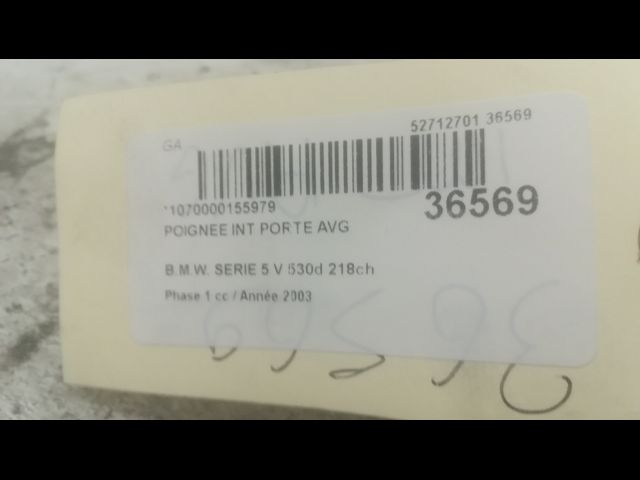 GA
52712701 36569
*1070000155979
36569
POIGNEE INT PORTE AVG
B.M.W. SERIE 5 V 530d 218ch
Phase 1 cc / Année 2003
36569